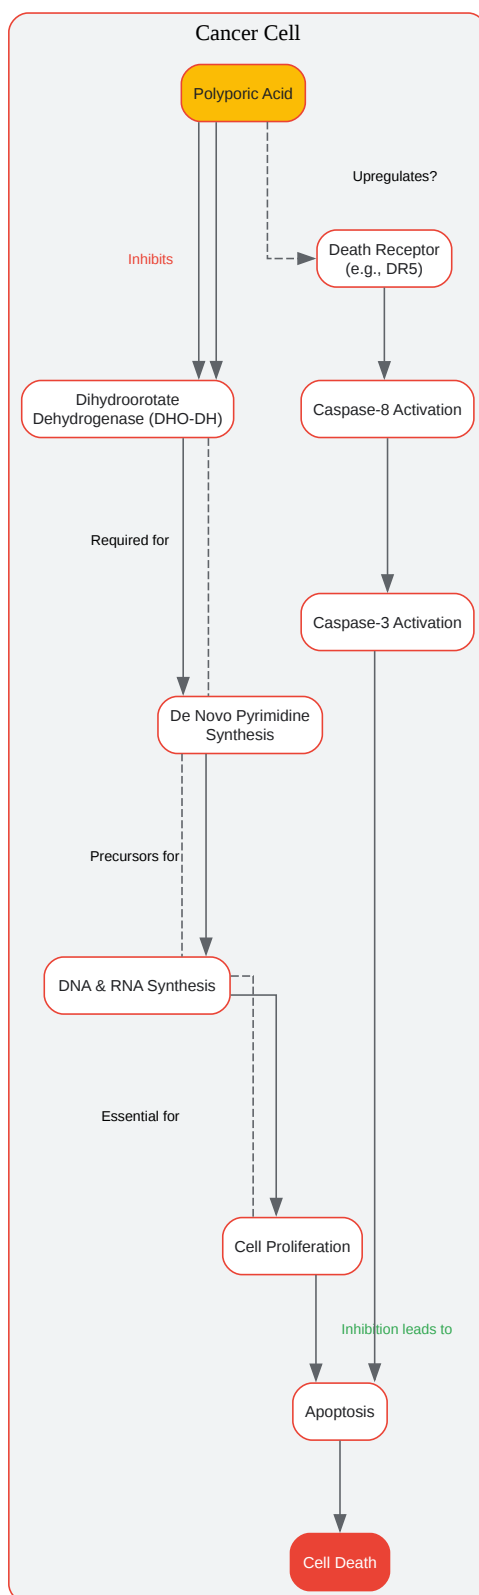 Cancer Cell
Polyporic Acid
Upregulates?
Inhibits
Death Receptor
(e.g., DR5)
Dihydroorotate
Dehydrogenase (DHO-DH)
Caspase-8 Activation
Required for
Caspase-3 Activation
De Novo Pyrimidine
Synthesis
Precursors for
DNA & RNA Synthesis
Essential for
Cell Proliferation
Inhibition leads to
Apoptosis
Cell Death